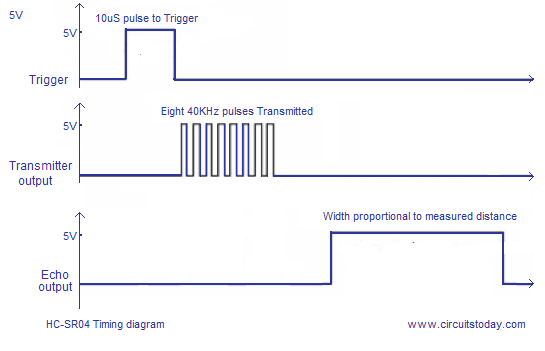 5V
10uS pulse to Trigger
5V
Trigger
Eight 40KHz pulses Transmitted
5V
Transmitter
output
Width proportional to measured distance
5V
Echo
output
HC-SR04 Timing diagram
www.circuitstoday.com